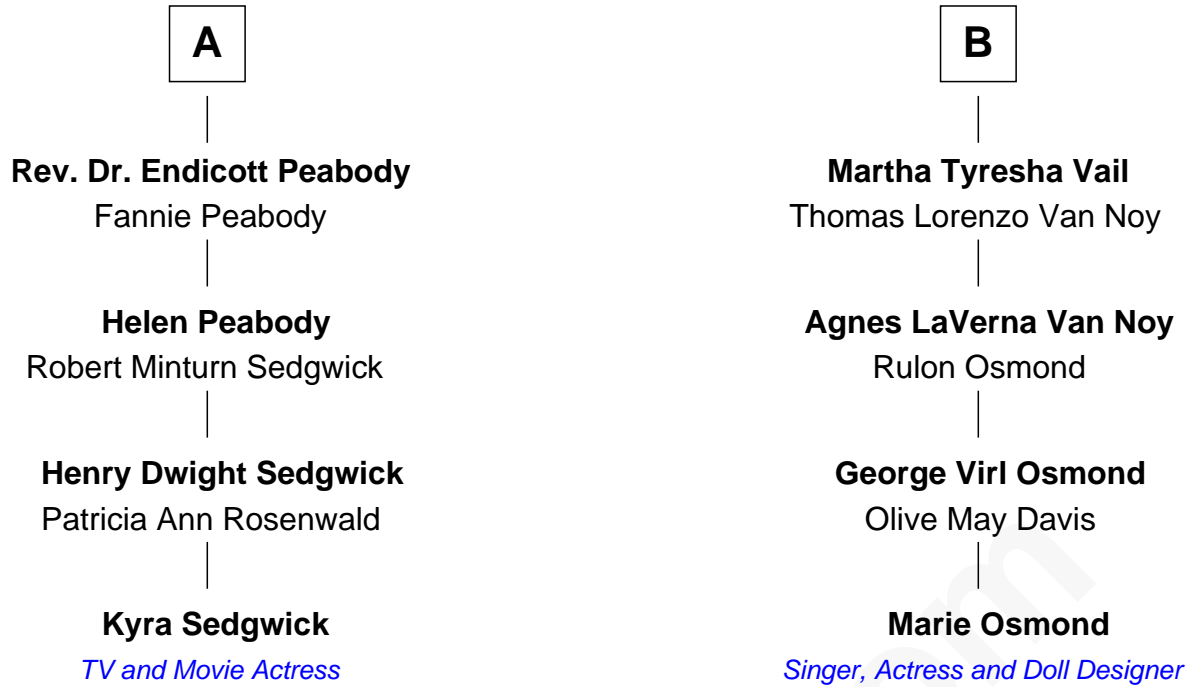 A
Rev. Dr. Endicott Peabody
Fannie Peabody
Helen Peabody
Robert Minturn Sedgwick
Henry Dwight Sedgwick
Patricia Ann Rosenwald
Kyra Sedgwick
TV and Movie Actress
B
Martha Tyresha Vail
Thomas Lorenzo Van Noy
Agnes LaVerna Van Noy
Rulon Osmond
George Virl Osmond
Olive May Davis
Marie Osmond
Singer, Actress and Doll Designer